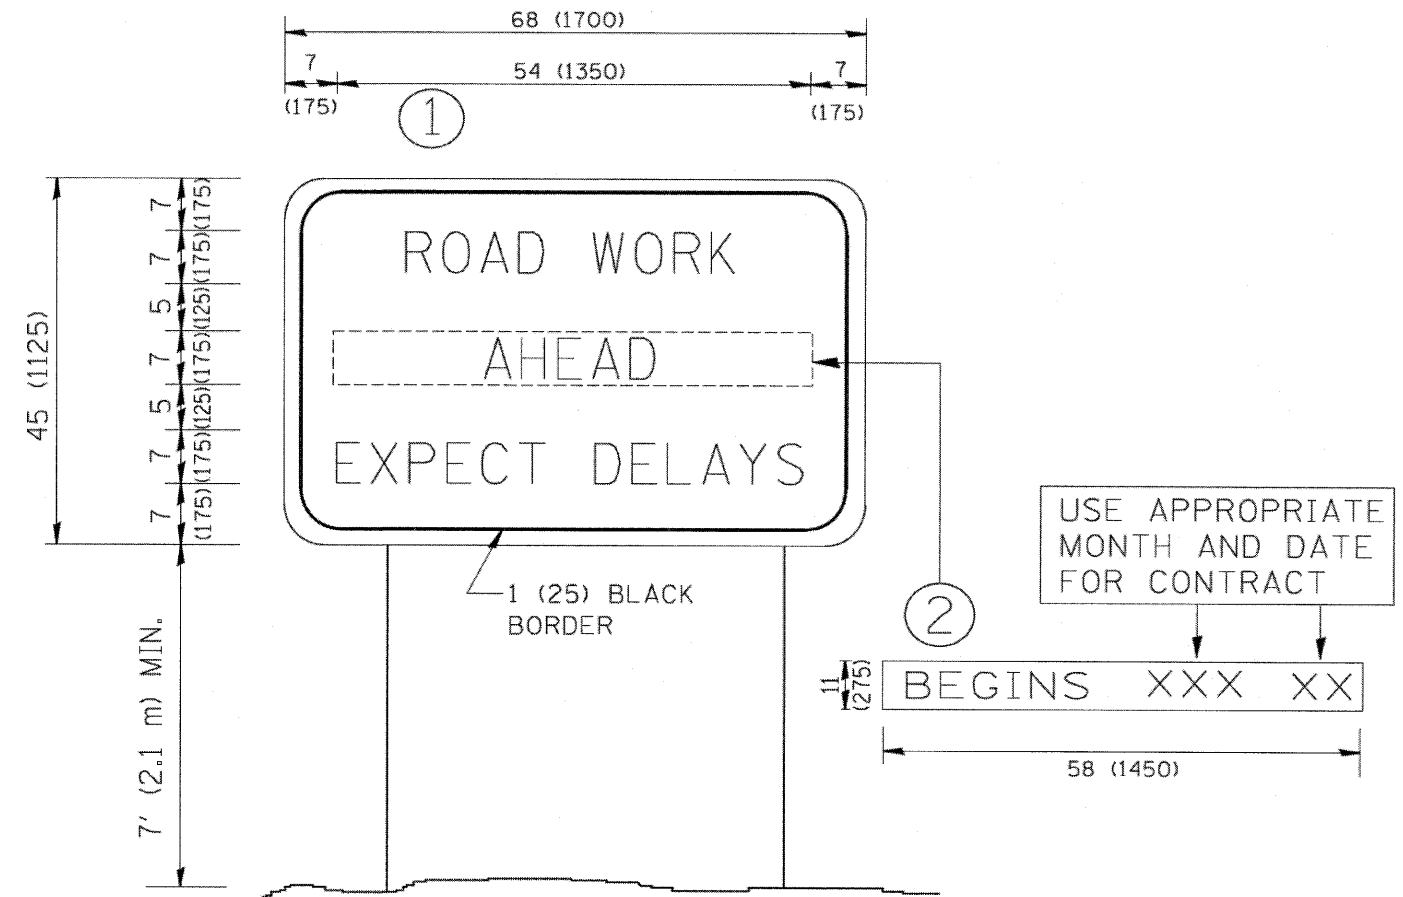 68 (1700)
7
54 (1350)
7
(175)
(175)
1
45 (1125)
7 (175)
7 (175)
5 (125)
7 (175)
5 (125)
7 (175)
7 (175)
ROAD WORK
AHEAD
EXPECT DELAYS
1 (25) BLACK
BORDER
7' (2.1 m) MIN.
USE APPROPRIATE
MONTH AND DATE
FOR CONTRACT
2
11
(275)
BEGINS XXX XX
58 (1450)